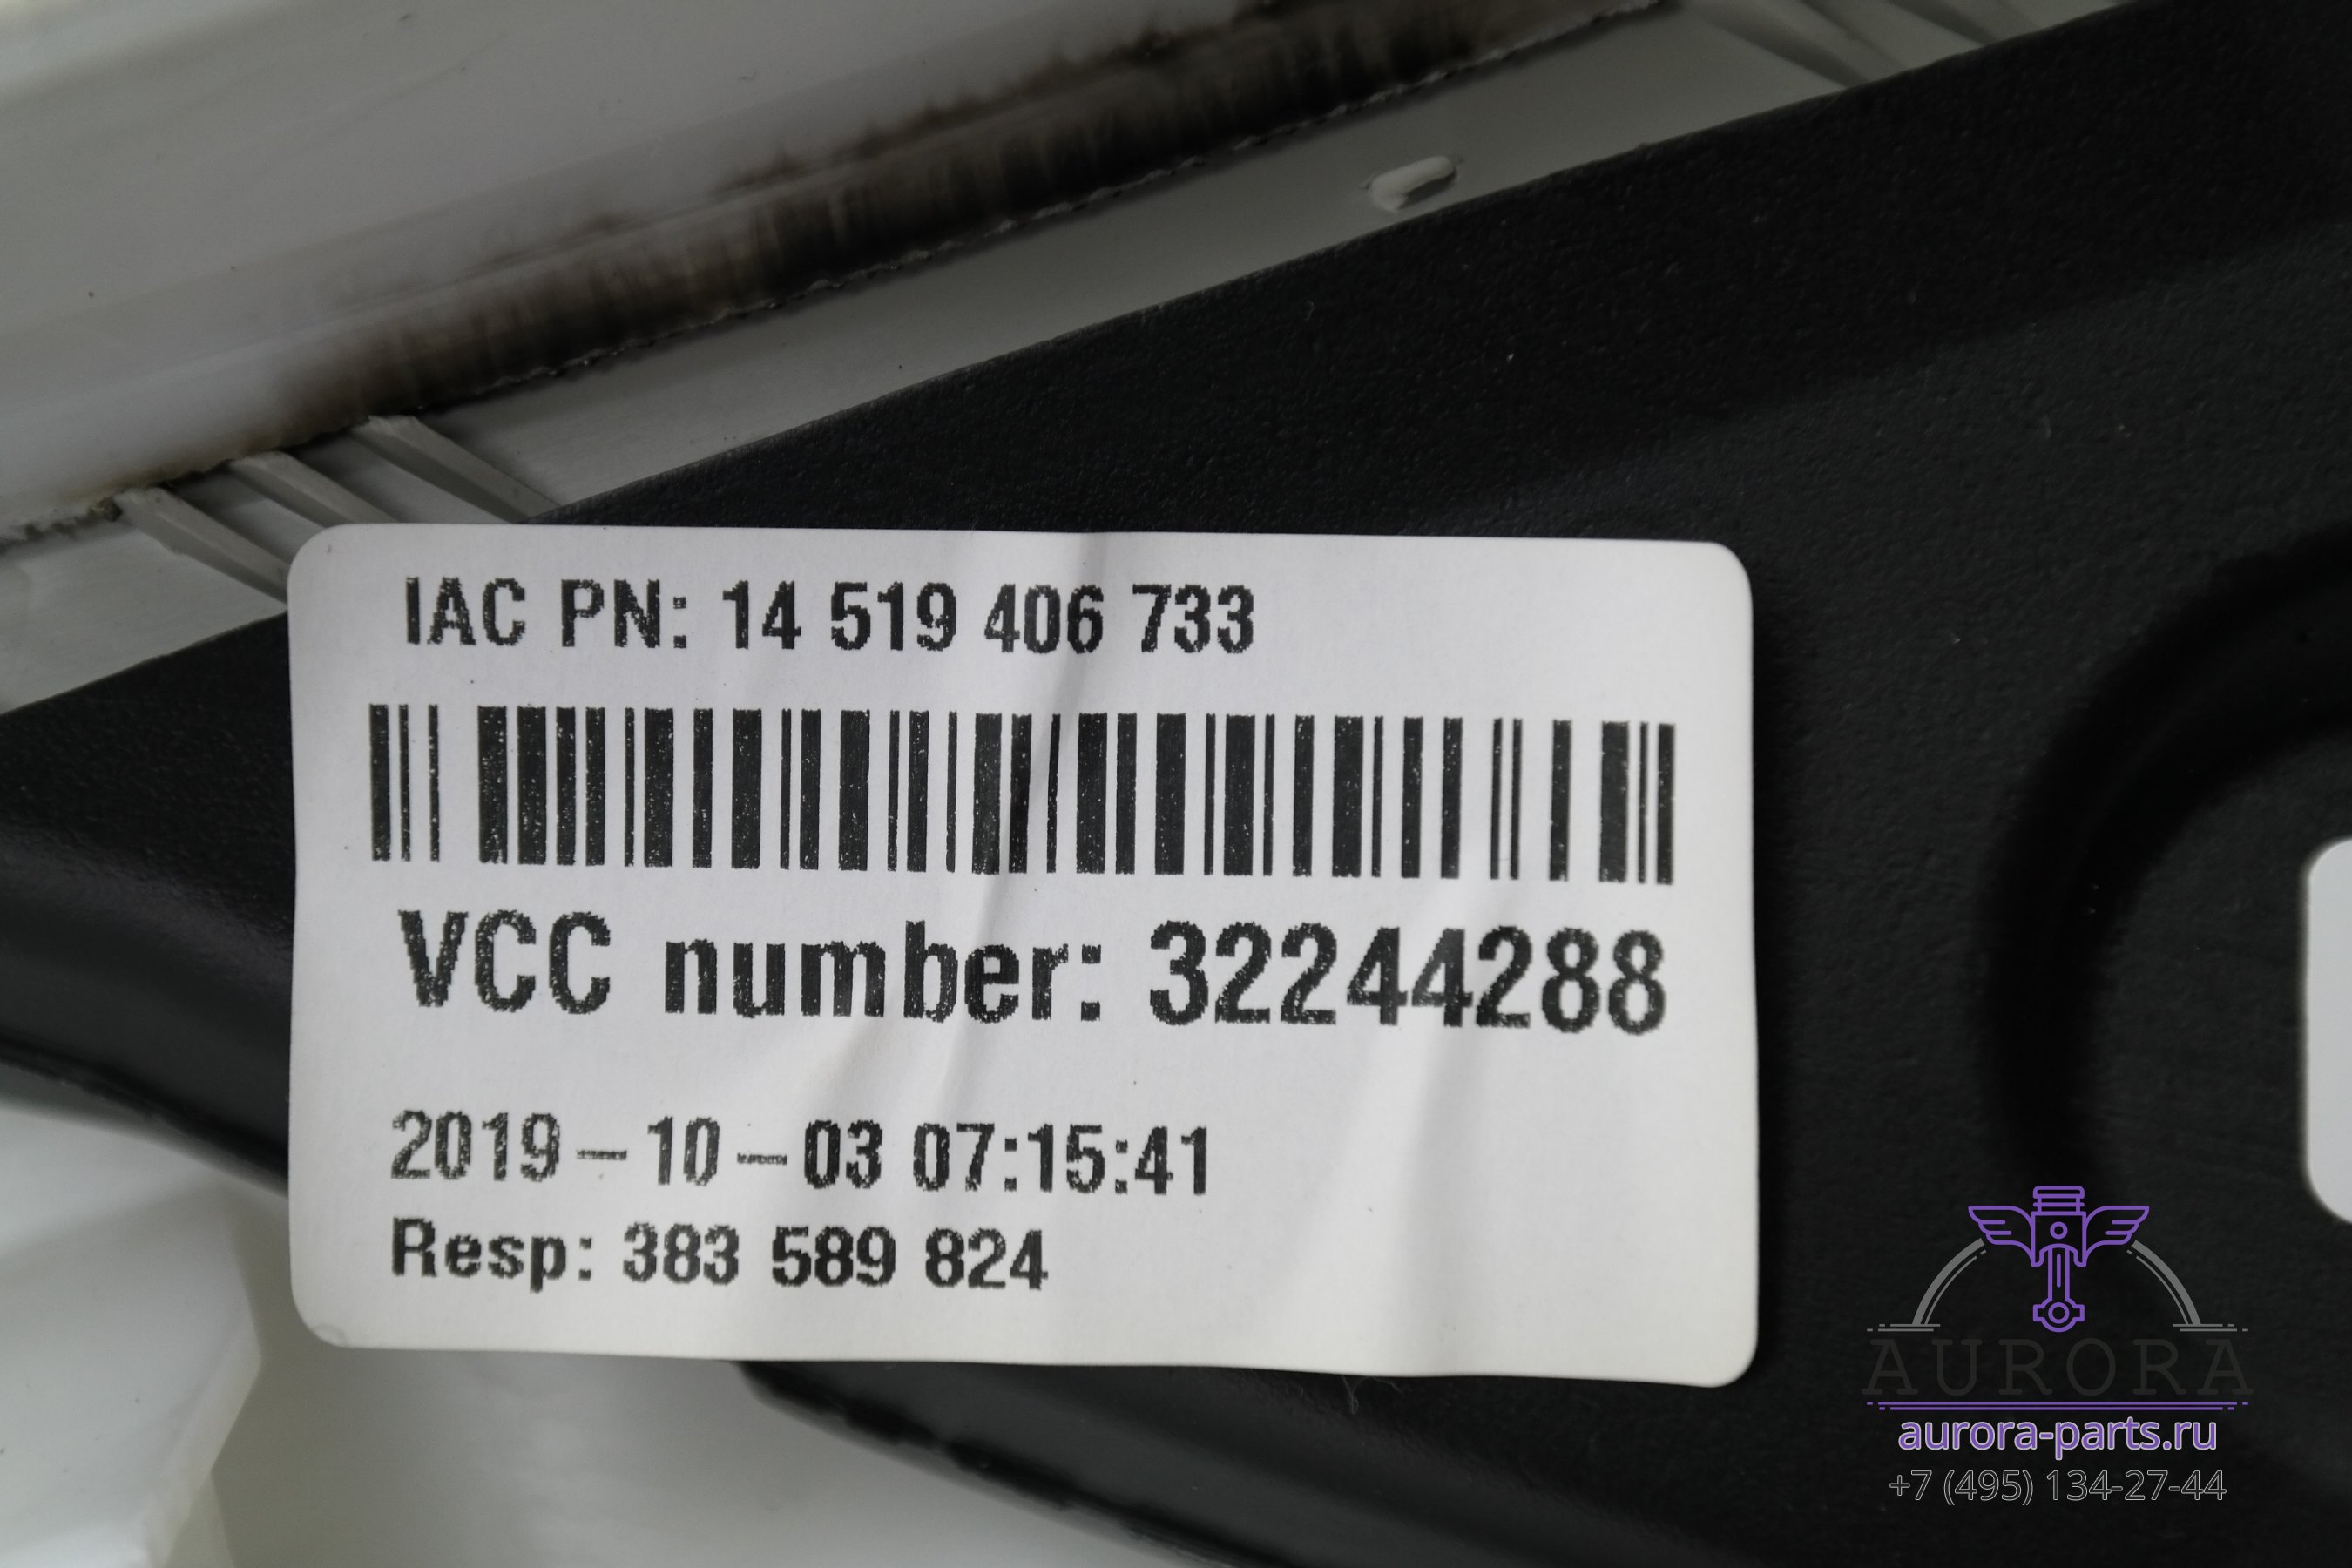 IAC PN: 14 519 406 733
VCC number: 32244288
2019-10-03 07:15:41
Resp: 383 589 824
AURORA
aurora-parts.ru
+7 (495) 134-27-44